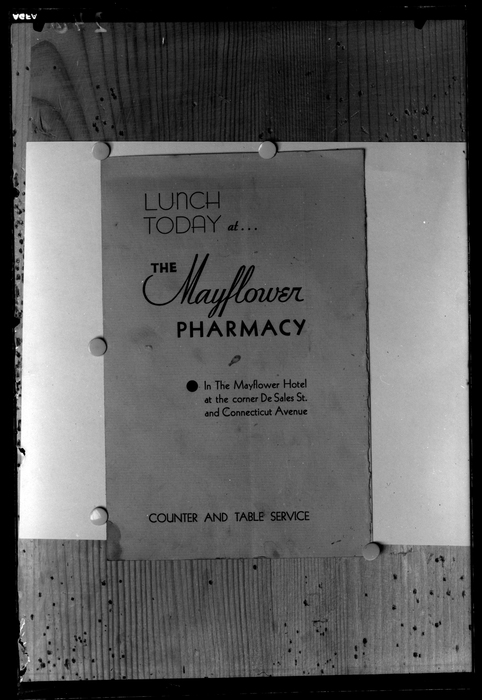 AGFA
LUNCH
TODAY at...
THE
Mayflower
PHARMACY
In The Mayflower Hotel
at the corner De Sales St.
and Connecticut Avenue
COUNTER AND TABLE SERVICE